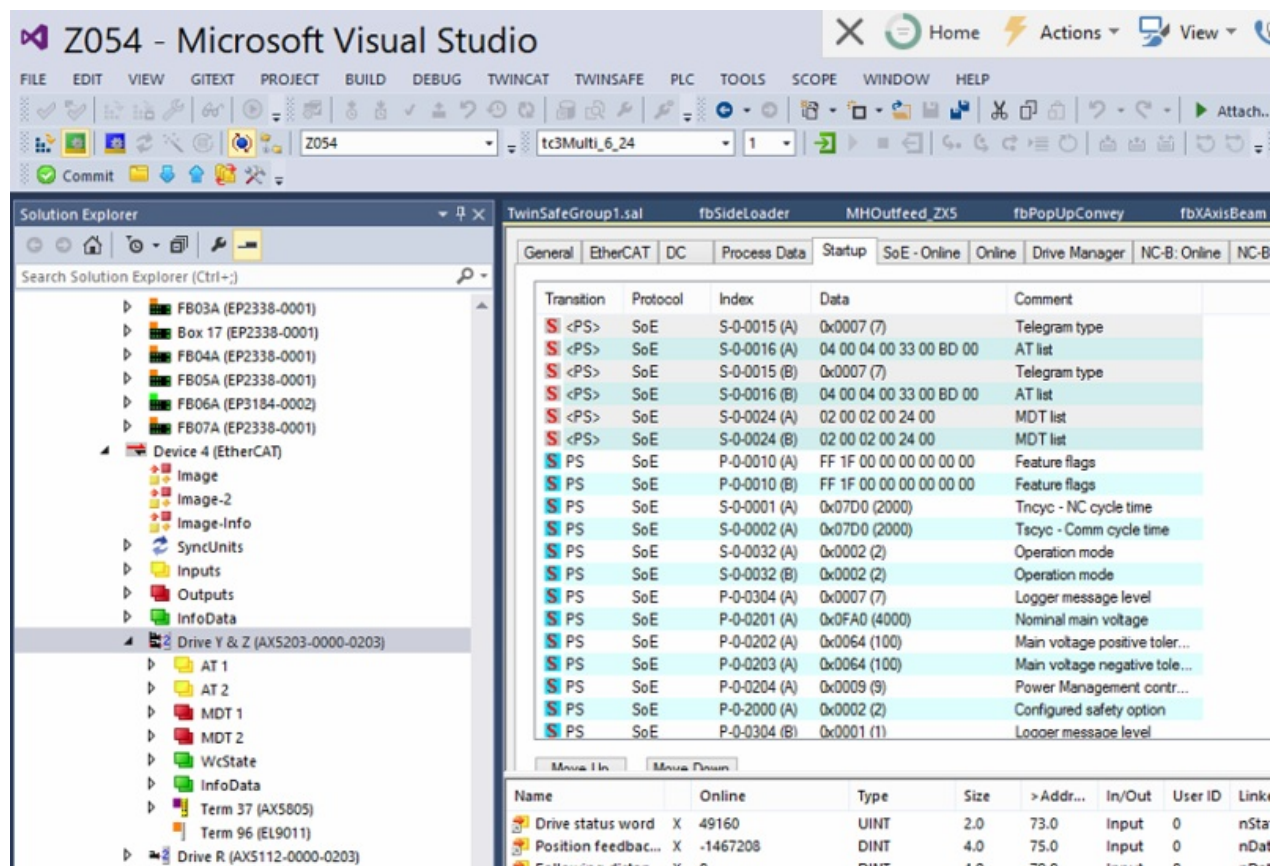 Z054 - Microsoft Visual Studio
Home Actions View
FILE EDIT VIEW GITEXT PROJECT BUILD DEBUG TWINCAT TWINSAFE PLC TOOLS SCOPE WINDOW HELP
Attach...
Z054 tc3Multi_6_24 1
Commit
Solution Explorer
Search Solution Explorer (Ctrl+;)
FB03A (EP2338-0001)
Box 17 (EP2338-0001)
FB04A (EP2338-0001)
FB05A (EP2338-0001)
FB06A (EP3184-0002)
FB07A (EP2338-0001)
Device 4 (EtherCAT)
Image
Image-2
Image-Info
SyncUnits
Inputs
Outputs
InfoData
Drive Y & Z (AX5203-0000-0203)
AT 1
AT 2
MDT 1
MDT 2
WcState
InfoData
Term 37 (AX5805)
Term 96 (EL9011)
Drive R (AX5112-0000-0203)
TwinSafeGroup1.sal fbSideLoader MHOutfeed_ZX5 fbPopUpConvey fbXAxisBeam
General EtherCAT DC Process Data Startup SoE - Online Online Drive Manager NC-B: Online NC-B
Transition Protocol Index Data Comment
S <PS> SoE S-0-0015 (A) 0x0007 (7) Telegram type
S <PS> SoE S-0-0016 (A) 04 00 04 00 33 00 BD 00 AT list
S <PS> SoE S-0-0015 (B) 0x0007 (7) Telegram type
S <PS> SoE S-0-0016 (B) 04 00 04 00 33 00 BD 00 AT list
S <PS> SoE S-0-0024 (A) 02 00 02 00 24 00 MDT list
S <PS> SoE S-0-0024 (B) 02 00 02 00 24 00 MDT list
S PS SoE P-0-0010 (A) FF 1F 00 00 00 00 00 00 Feature flags
S PS SoE P-0-0010 (B) FF 1F 00 00 00 00 00 00 Feature flags
S PS SoE S-0-0001 (A) 0x07D0 (2000) Tncyc - NC cycle time
S PS SoE S-0-0002 (A) 0x07D0 (2000) Tscyc - Comm cycle time
S PS SoE S-0-0032 (A) 0x0002 (2) Operation mode
S PS SoE S-0-0032 (B) 0x0002 (2) Operation mode
S PS SoE P-0-0304 (A) 0x0007 (7) Logger message level
S PS SoE P-0-0201 (A) 0x0FA0 (4000) Nominal main voltage
S PS SoE P-0-0202 (A) 0x0064 (100) Main voltage positive toler...
S PS SoE P-0-0203 (A) 0x0064 (100) Main voltage negative tole...
S PS SoE P-0-0204 (A) 0x0009 (9) Power Management contr...
S PS SoE P-0-2000 (A) 0x0002 (2) Configured safety option
S PS SoE P-0-0304 (B) 0x0001 (1) Logger message level
Move Up Move Down
Name Online Type Size >Addr... In/Out User ID Linke
Drive status word X 49160 UINT 2.0 73.0 Input 0 nStat
Position feedbac... X -1467208 DINT 4.0 75.0 Input 0 nDat